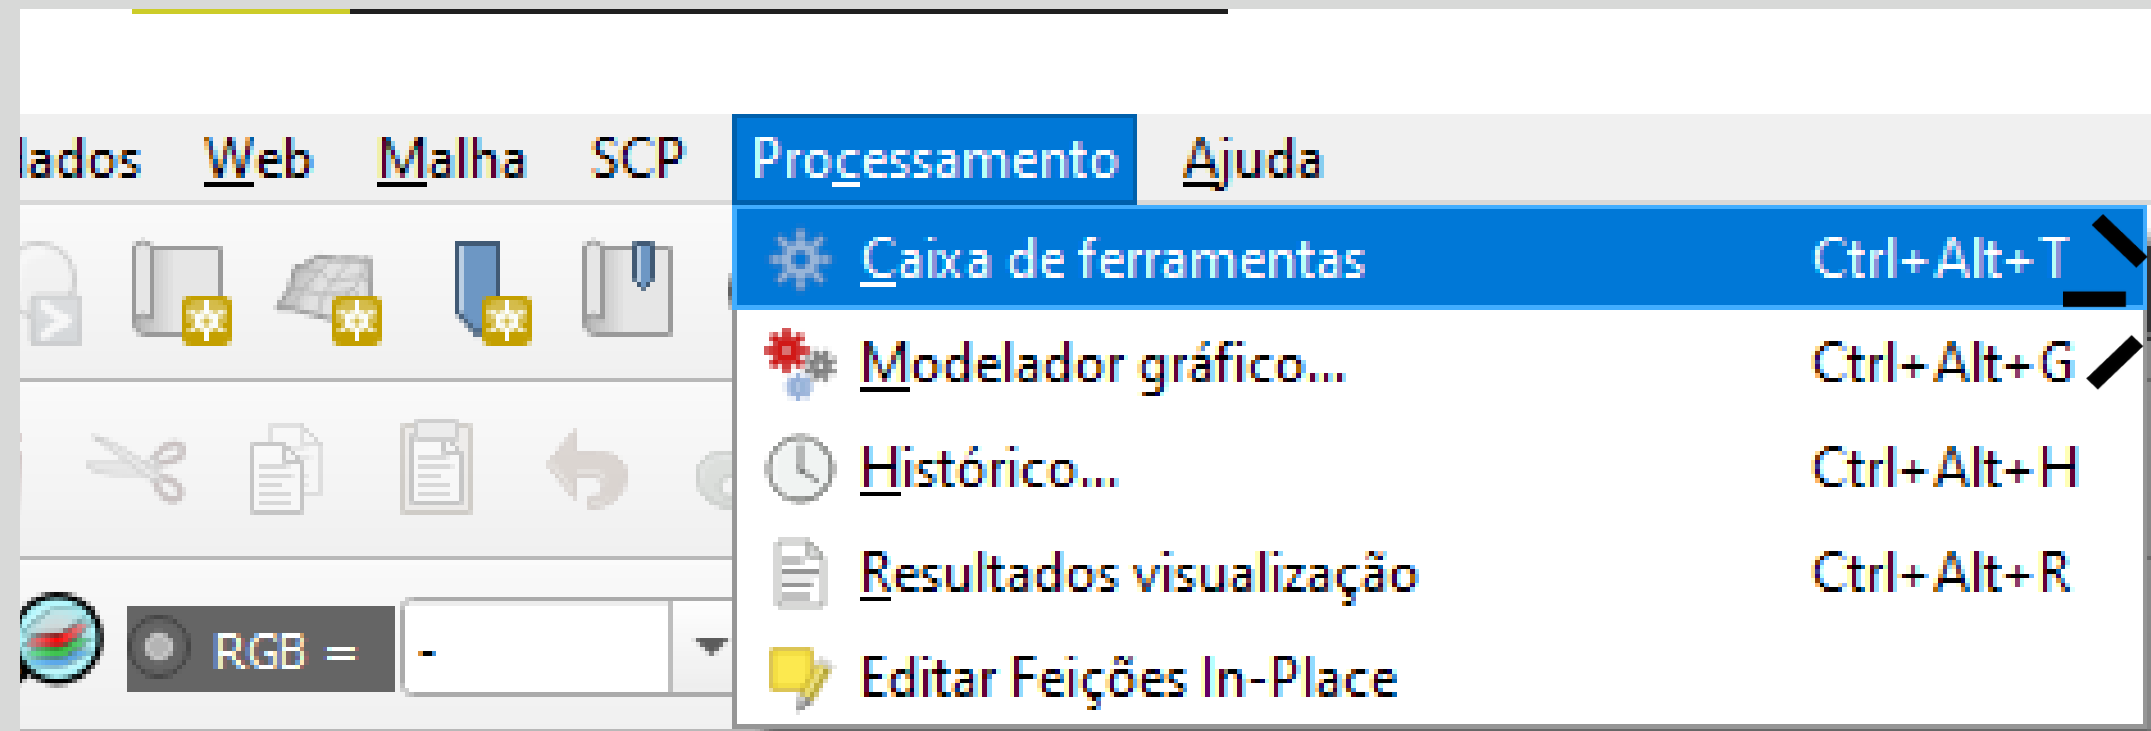 lados Web Malha SCP Processamento Ajuda
Caixa de ferramentas Ctrl+Alt+T
Modelador gráfico... Ctrl+Alt+G
Histórico... Ctrl+Alt+H
Resultados visualização Ctrl+Alt+R
RGB = -
Editar Feições In-Place